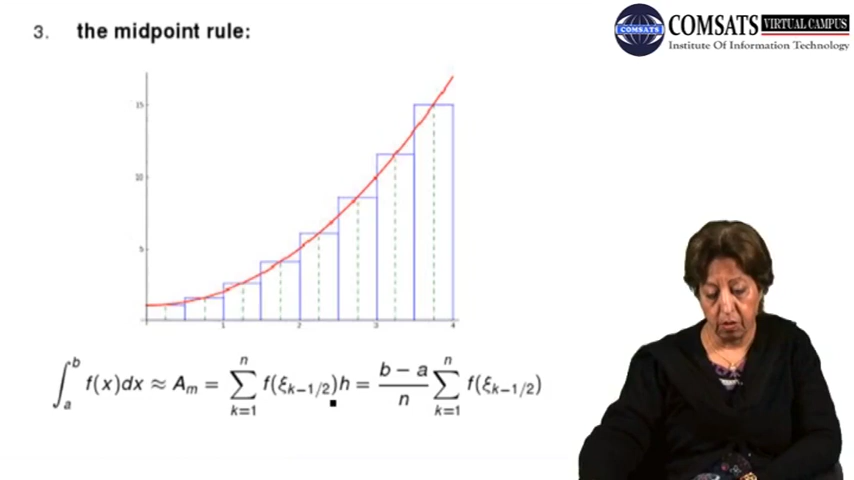 3. the midpoint rule:
COMSATS
COMSATS VIRTUAL CAMPUS
Institute Of Information Technology
15
10
5
1 2 3 4
∫_a^b f(x)dx ≈ A_m = ∑_{k=1}^n f(ξ_{k−1/2})h = \frac{b − a}{n} ∑_{k=1}^n f(ξ_{k−1/2})